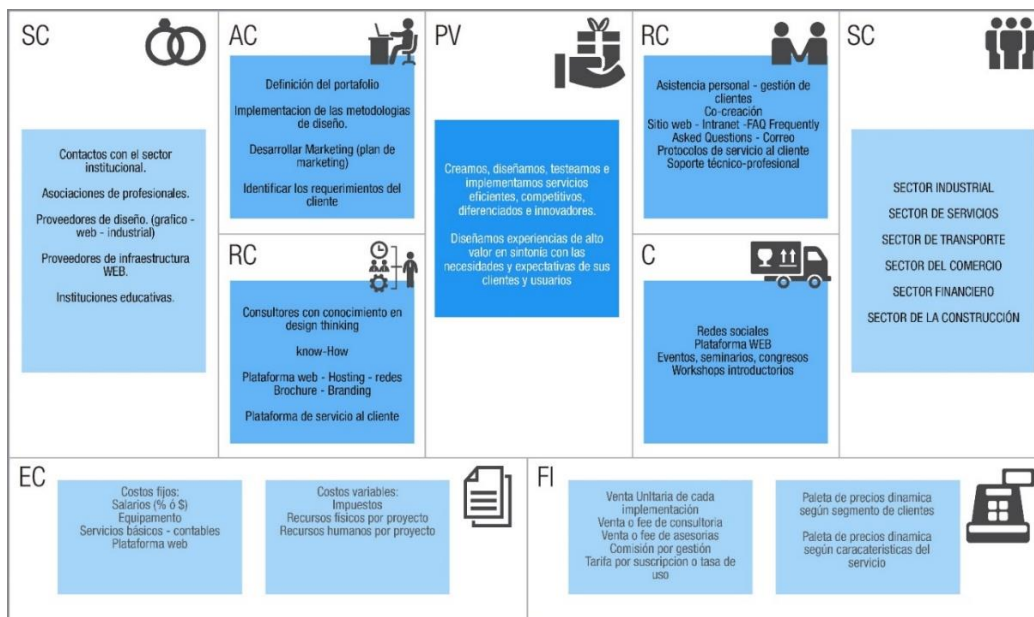 SC
Contactos con el sector
institucional.
Asociaciones de profesionales.
Proveedores de diseño. (grafico -
web - industrial)
Proveedores de infraestructura
WEB.
Instituciones educativas.
AC
Definición del portafolio
Implementacion de las metodologias
de diseño.
Desarrollar Marketing (plan de
marketing)
Identificar los requerimientos del
cliente
RC
Consultores con conocimiento en
design thinking
know-How
Plataforma web - Hosting - redes
Brochure - Branding
Plataforma de servicio al cliente
PV
Creamos, diseñamos, testeamos e
implementamos servicios
eficientes, competitivos,
diferenciados e innovadores.
Diseñamos experiencias de alto
valor en sintonía con las
necesidades y expectativas de sus
clientes y usuarios
RC
Asistencia personal - gestión de
clientes
Co-creación
Sitio web - Intranet -FAQ Frequently
Asked Questions - Correo
Protocolos de servicio al cliente
Soporte técnico-profesional
C
Redes sociales
Plataforma WEB
Eventos, seminarios, congresos
Workshops introductorios
SC
SECTOR INDUSTRIAL
SECTOR DE SERVICIOS
SECTOR DE TRANSPORTE
SECTOR DEL COMERCIO
SECTOR FINANCIERO
SECTOR DE LA CONSTRUCCIÓN
EC
Costos fijos:
Salarios (% ó $)
Equipamento
Servicios básicos - contables
Plataforma web
Costos variables:
Impuestos
Recursos físicos por proyecto
Recursos humanos por proyecto
FI
Venta Unitaria de cada
implementación
Venta o fee de consultoria
Venta o fee de asesorias
Comisión por gestión
Tarifa por suscripcion o tasa de
uso
Paleta de precios dinamica
según segmento de clientes
Paleta de precios dinamica
según caracateristicas del
servicio